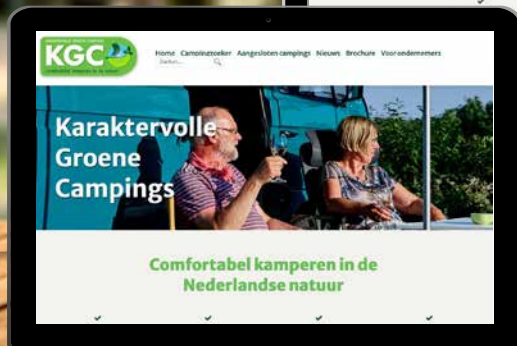 KGC
Home Campingzoeker Aangesloten campings Nieuws Brochure Voor ondernemers
Zoeken...
Karaktervolle
Groene
Campings
Comfortabel kamperen in de
Nederlandse natuur